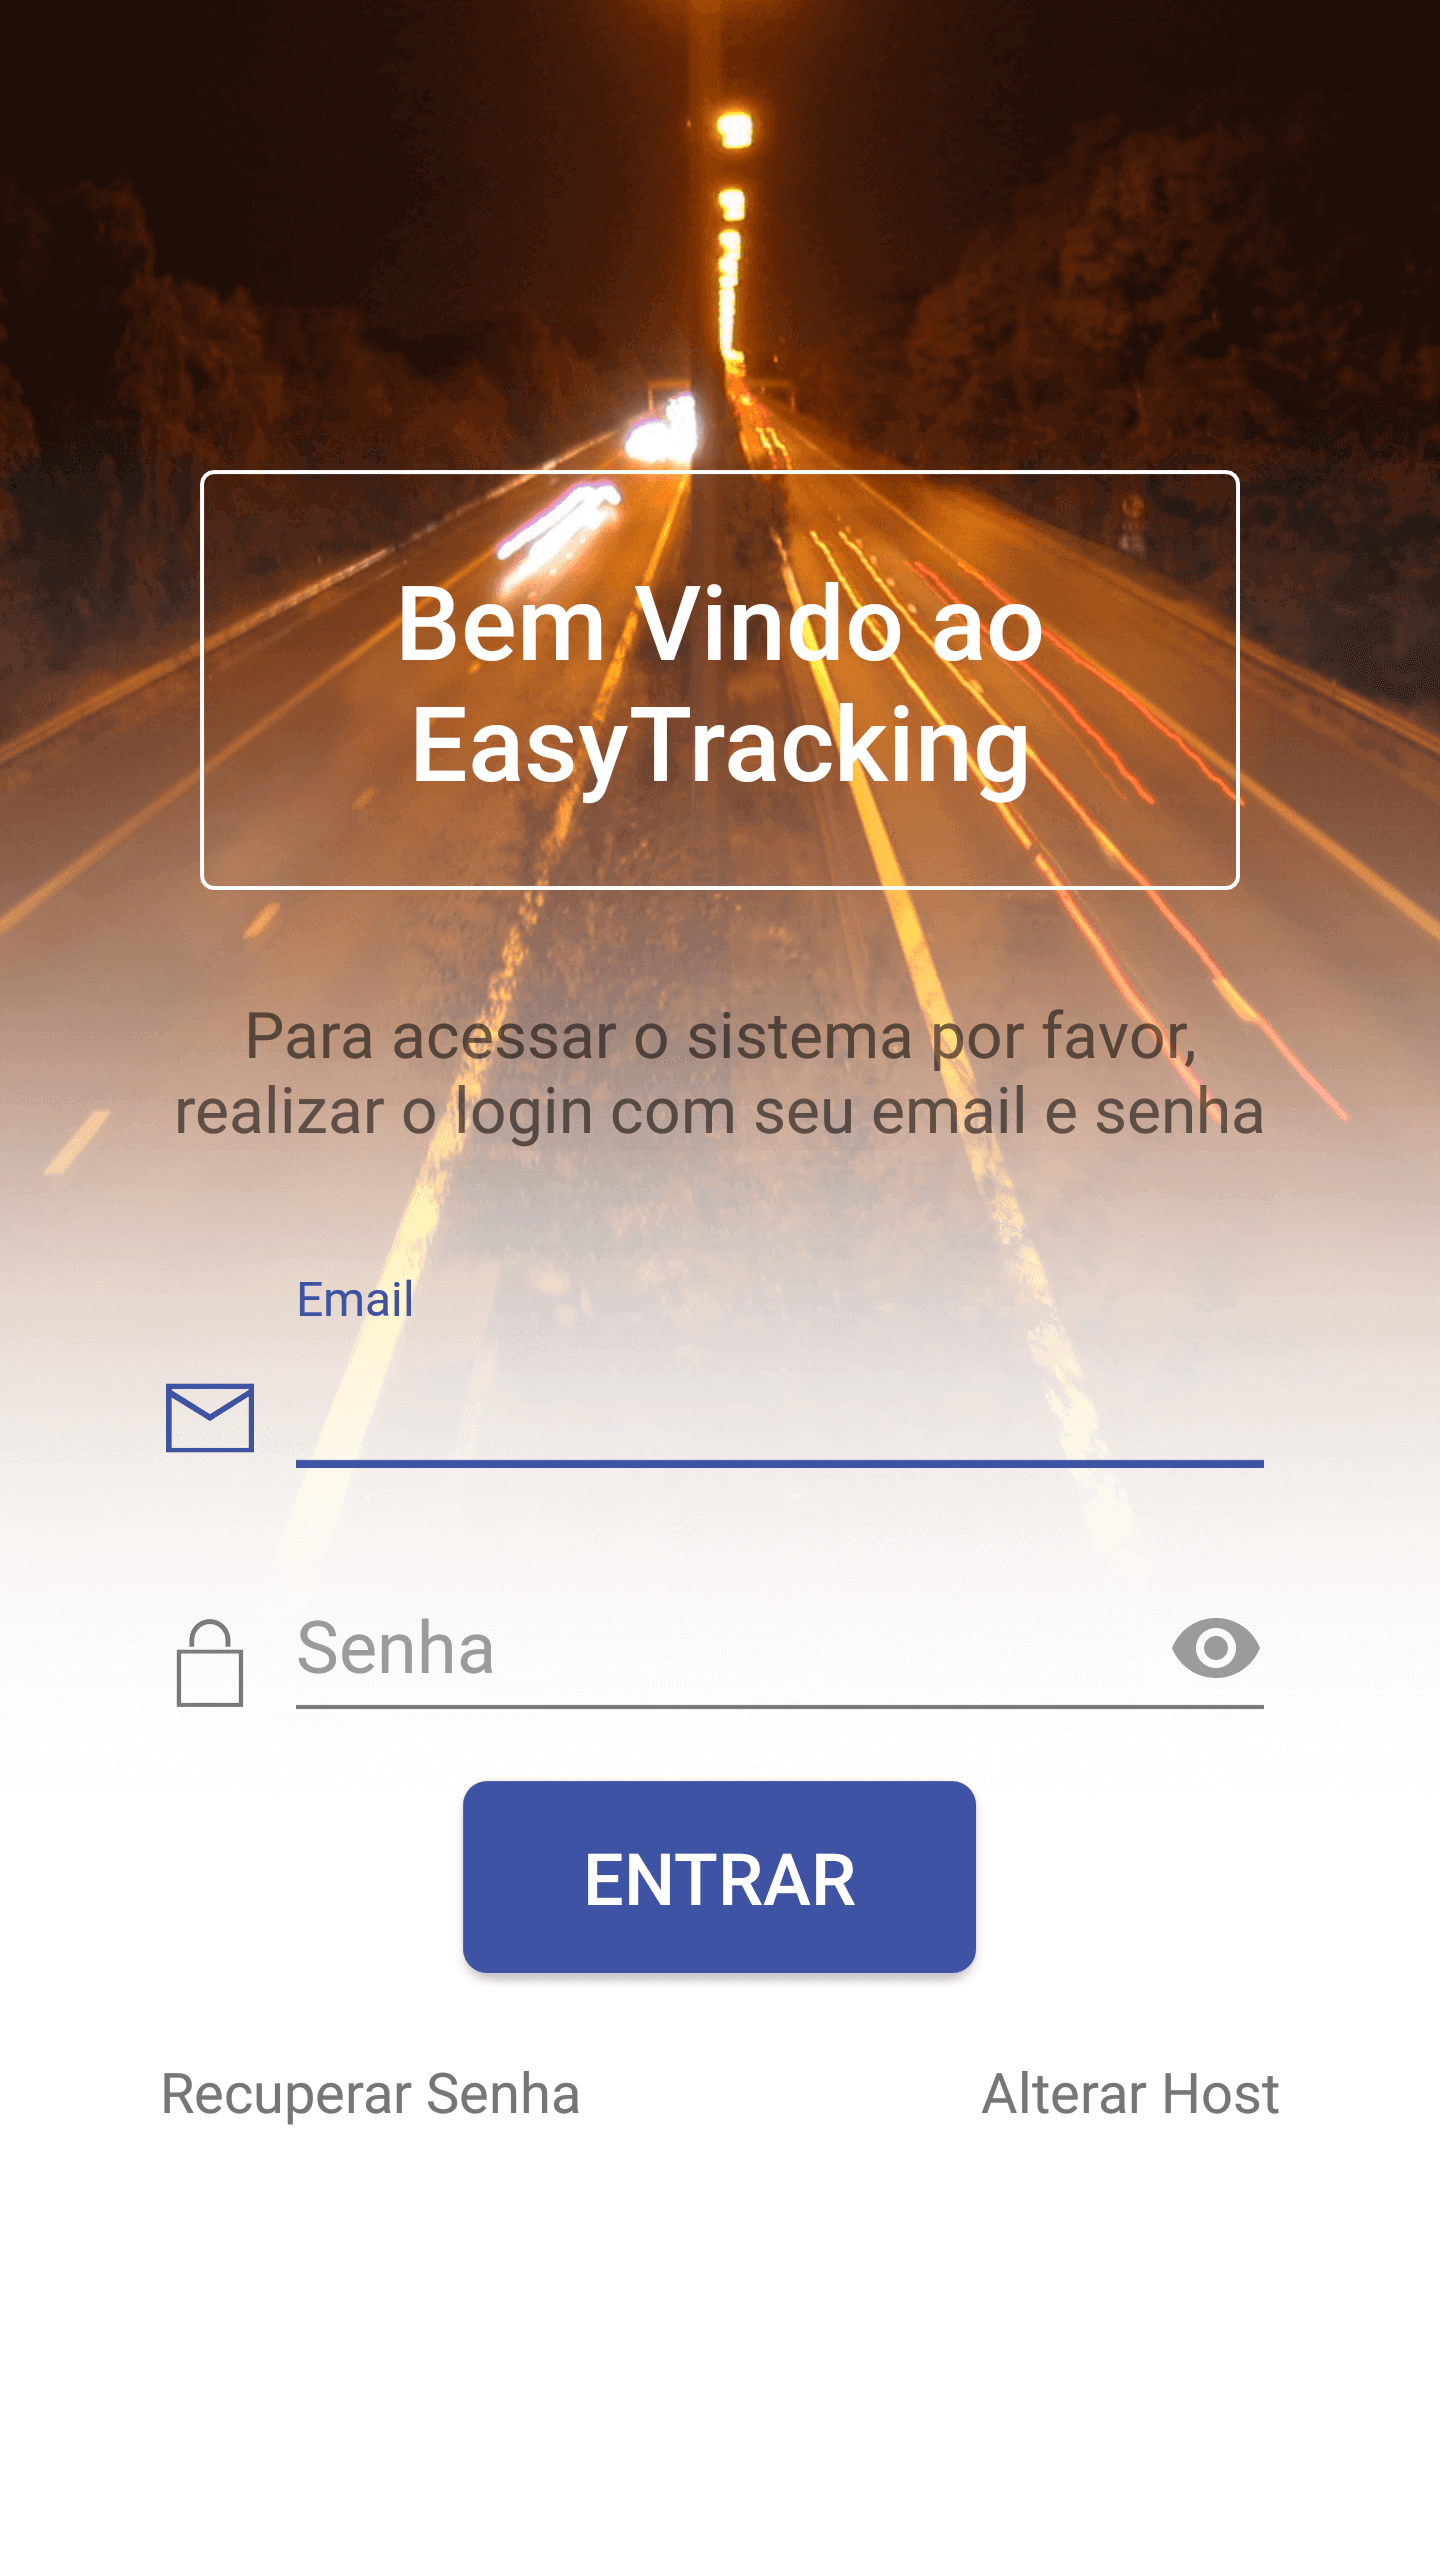 Bem Vindo ao
EasyTracking
Para acessar o sistema por favor,
realizar o login com seu email e senha
Email
Senha
ENTRAR
Recuperar Senha
Alterar Host